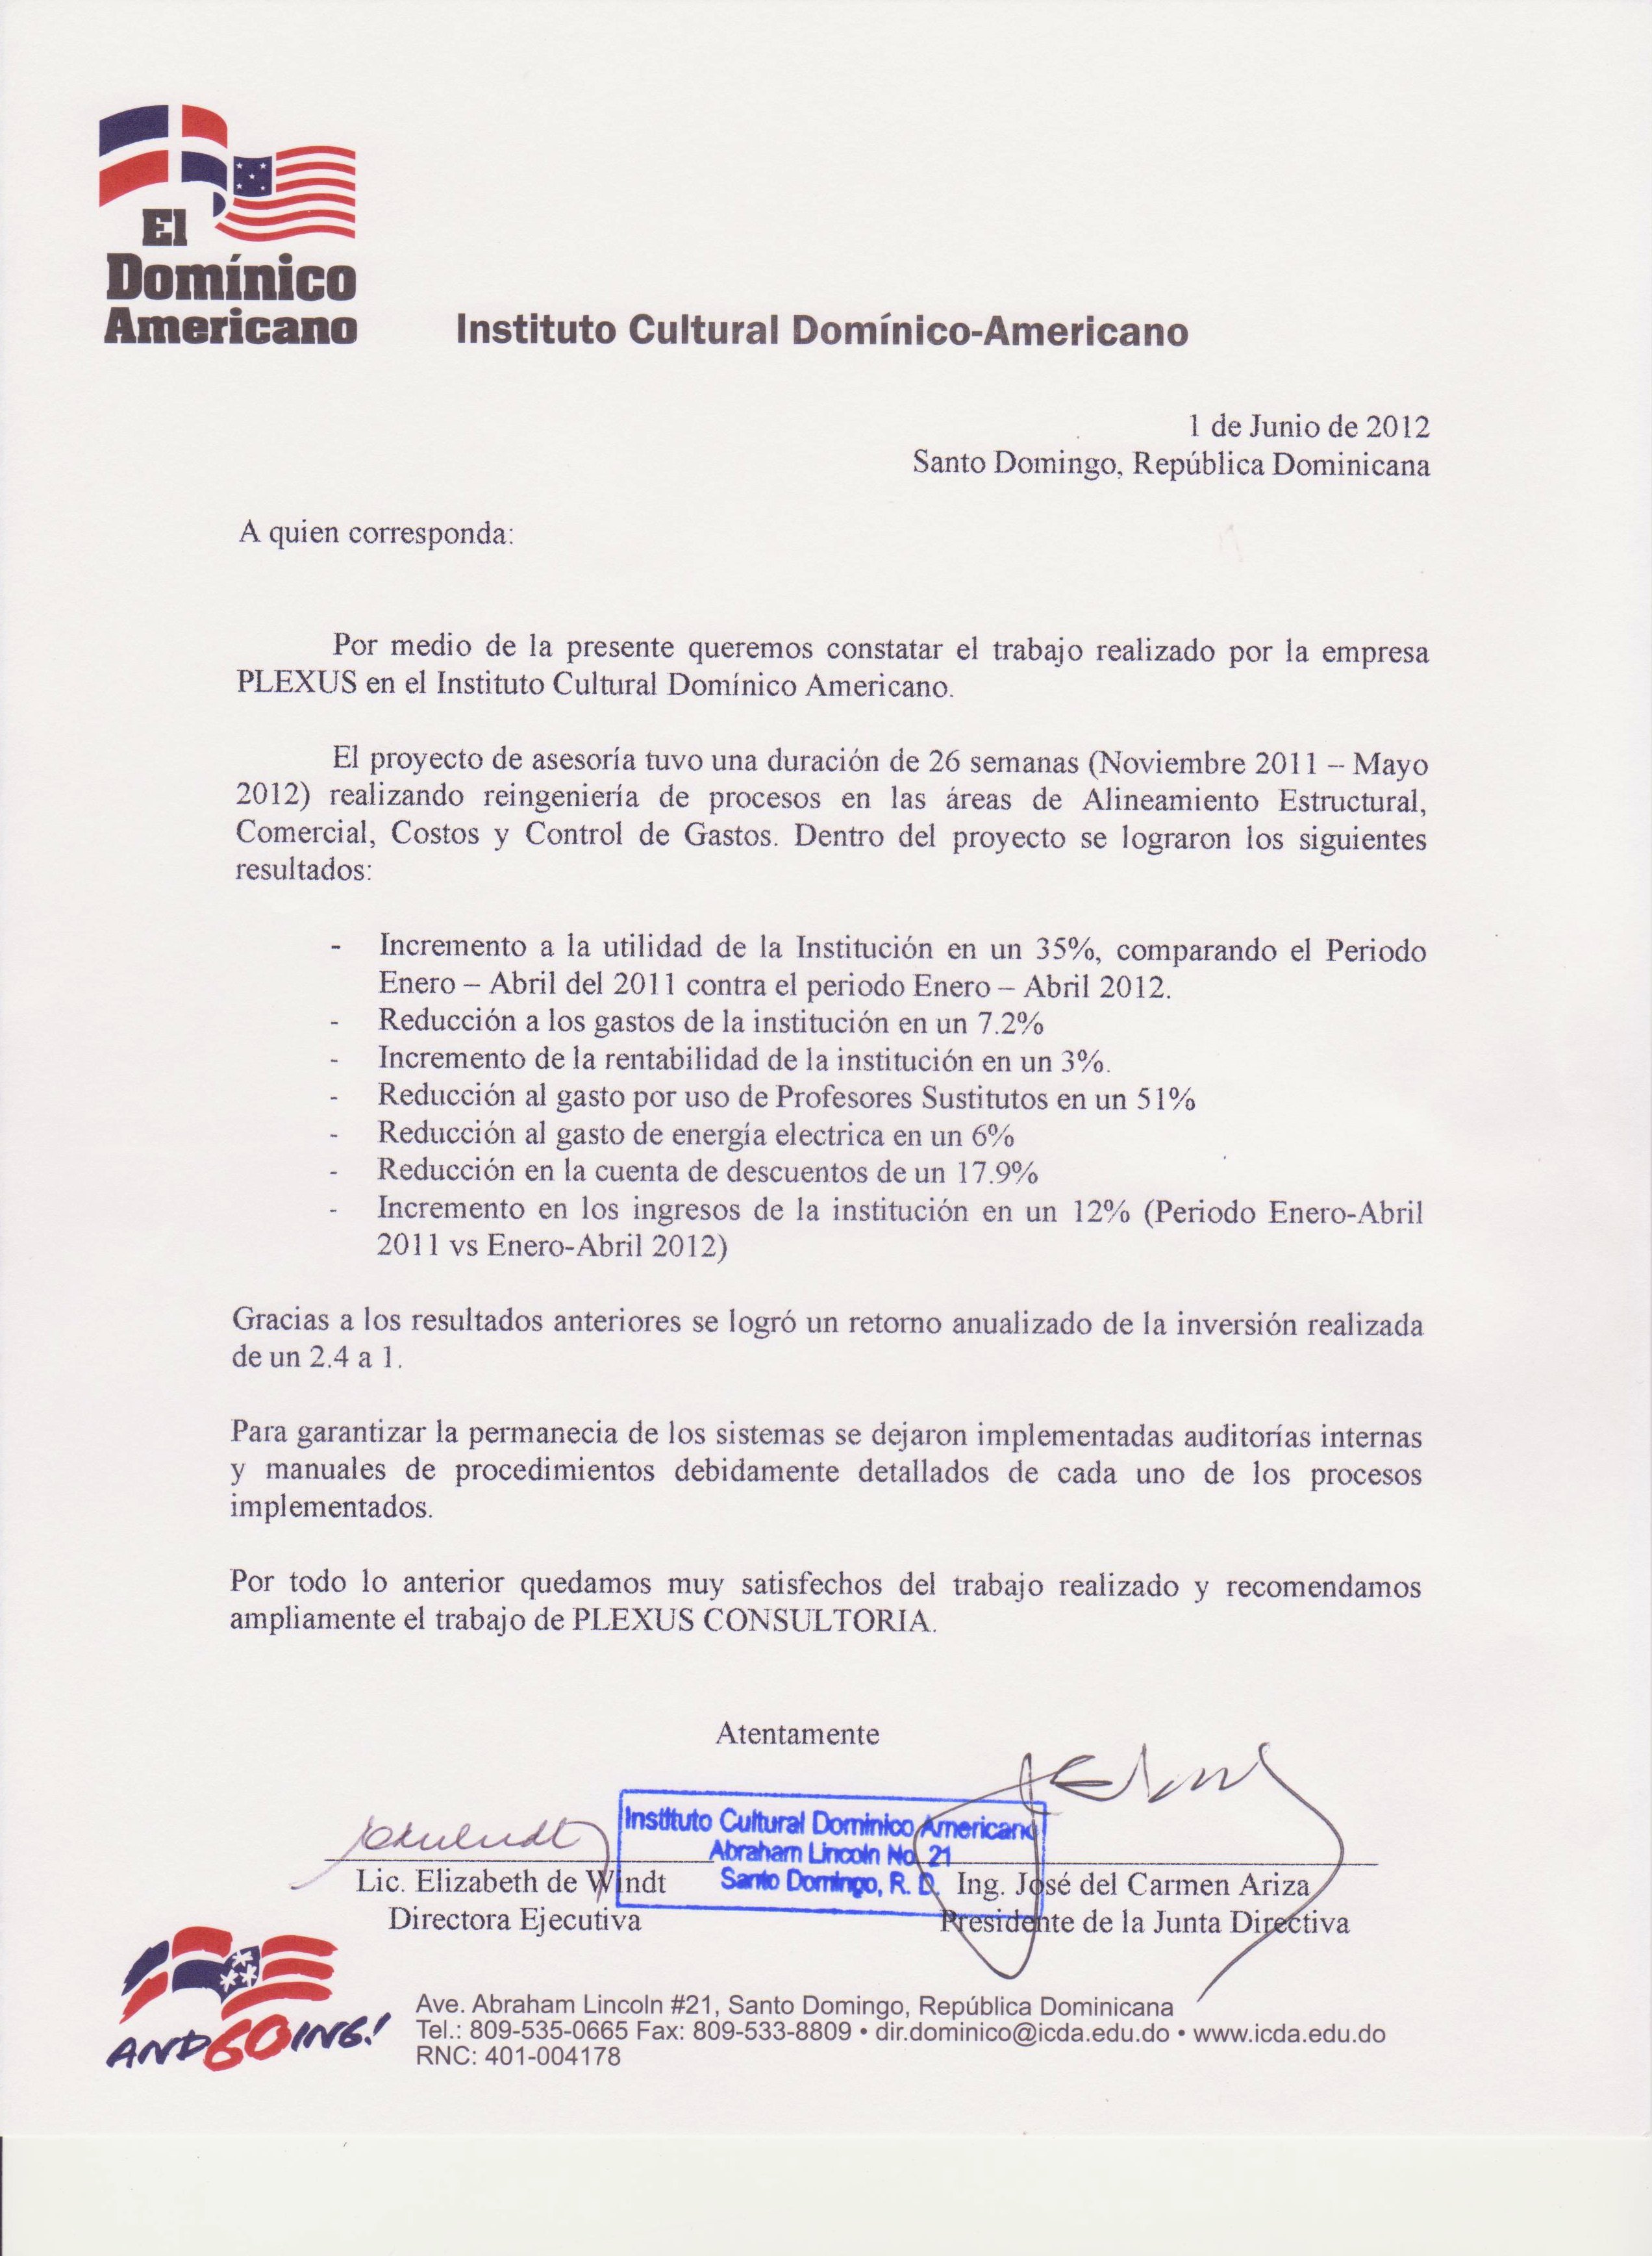 El
Domínico
Americano
Instituto Cultural Domínico-Americano
1 de Junio de 2012
Santo Domingo, República Dominicana
A quien corresponda:
Por medio de la presente queremos constatar el trabajo realizado por la empresa
PLEXUS en el Instituto Cultural Domínico Americano.
El proyecto de asesoría tuvo una duración de 26 semanas (Noviembre 2011 – Mayo
2012) realizando reingeniería de procesos en las áreas de Alineamiento Estructural,
Comercial, Costos y Control de Gastos. Dentro del proyecto se lograron los siguientes
resultados:
- Incremento a la utilidad de la Institución en un 35%, comparando el Periodo
Enero – Abril del 2011 contra el periodo Enero – Abril 2012.
- Reducción a los gastos de la institución en un 7.2%
- Incremento de la rentabilidad de la institución en un 3%.
- Reducción al gasto por uso de Profesores Sustitutos en un 51%
- Reducción al gasto de energía electrica en un 6%
- Reducción en la cuenta de descuentos de un 17.9%
- Incremento en los ingresos de la institución en un 12% (Periodo Enero-Abril
2011 vs Enero-Abril 2012)
Gracias a los resultados anteriores se logró un retorno anualizado de la inversión realizada
de un 2.4 a 1.
Para garantizar la permanecia de los sistemas se dejaron implementadas auditorías internas
y manuales de procedimientos debidamente detallados de cada uno de los procesos
implementados.
Por todo lo anterior quedamos muy satisfechos del trabajo realizado y recomendamos
ampliamente el trabajo de PLEXUS CONSULTORIA.
Atentamente
Instituto Cultural Dominico Americano
Abraham Lincoln No. 21
Santo Domingo, R. D.
Lic. Elizabeth de Windt
Directora Ejecutiva
Ing. José del Carmen Ariza
Presidente de la Junta Directiva
ANDGOING!
Ave. Abraham Lincoln #21, Santo Domingo, República Dominicana
Tel.: 809-535-0665 Fax: 809-533-8809 • dir.dominico@icda.edu.do • www.icda.edu.do
RNC: 401-004178